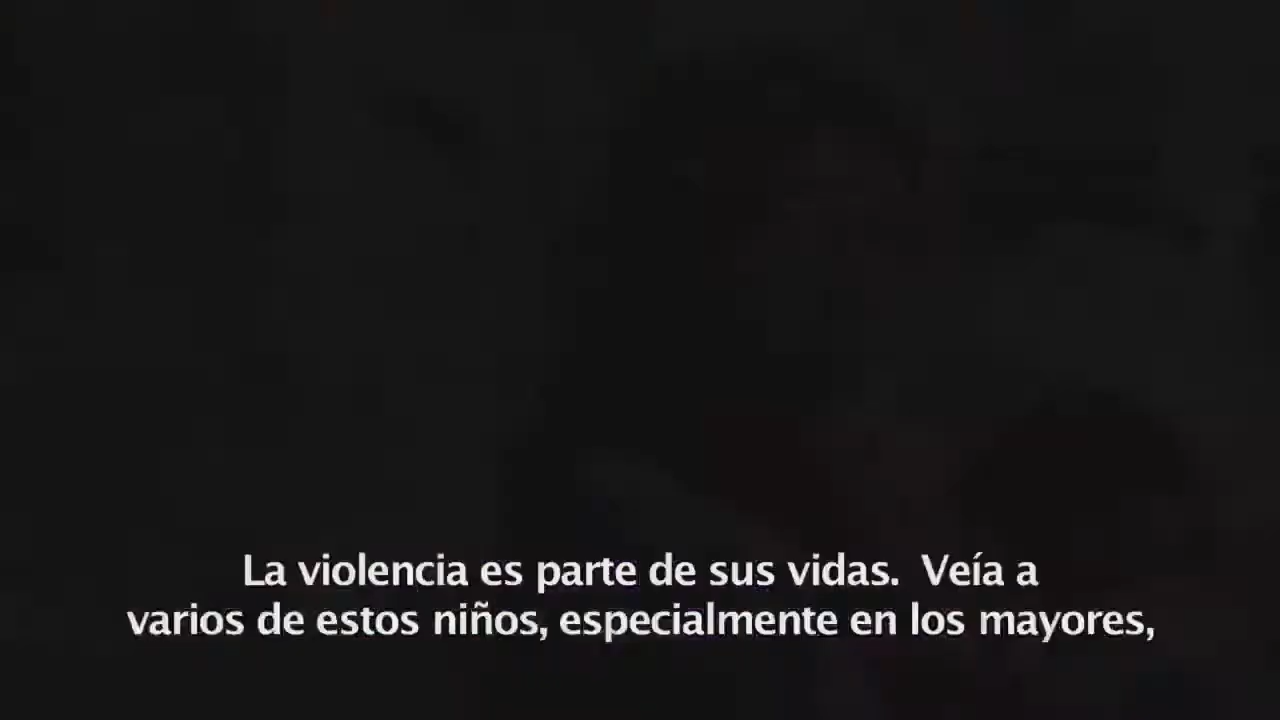 La violencia es parte de sus vidas.  Veía a
varios de estos niños, especialmente en los mayores,